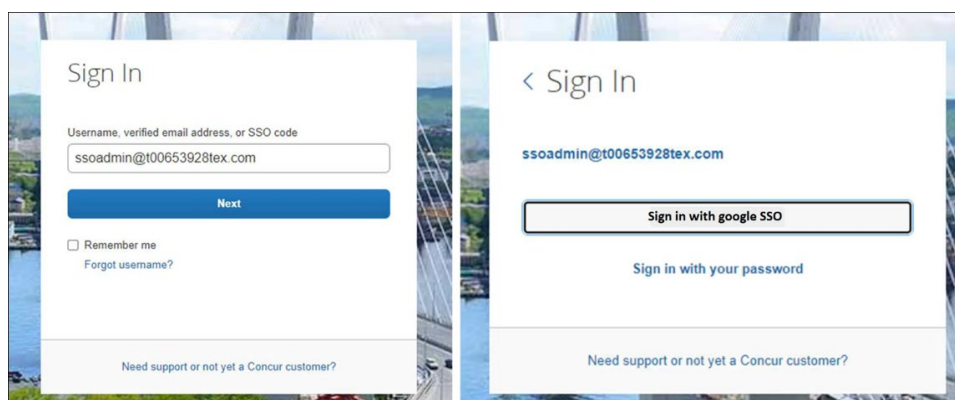 Sign In
Username, verified email address, or SSO code
ssoadmin@t00653928tex.com
Next
Remember me
Forgot username?
Need support or not yet a Concur customer?
< Sign In
ssoadmin@t00653928tex.com
Sign in with google SSO
Sign in with your password
Need support or not yet a Concur customer?